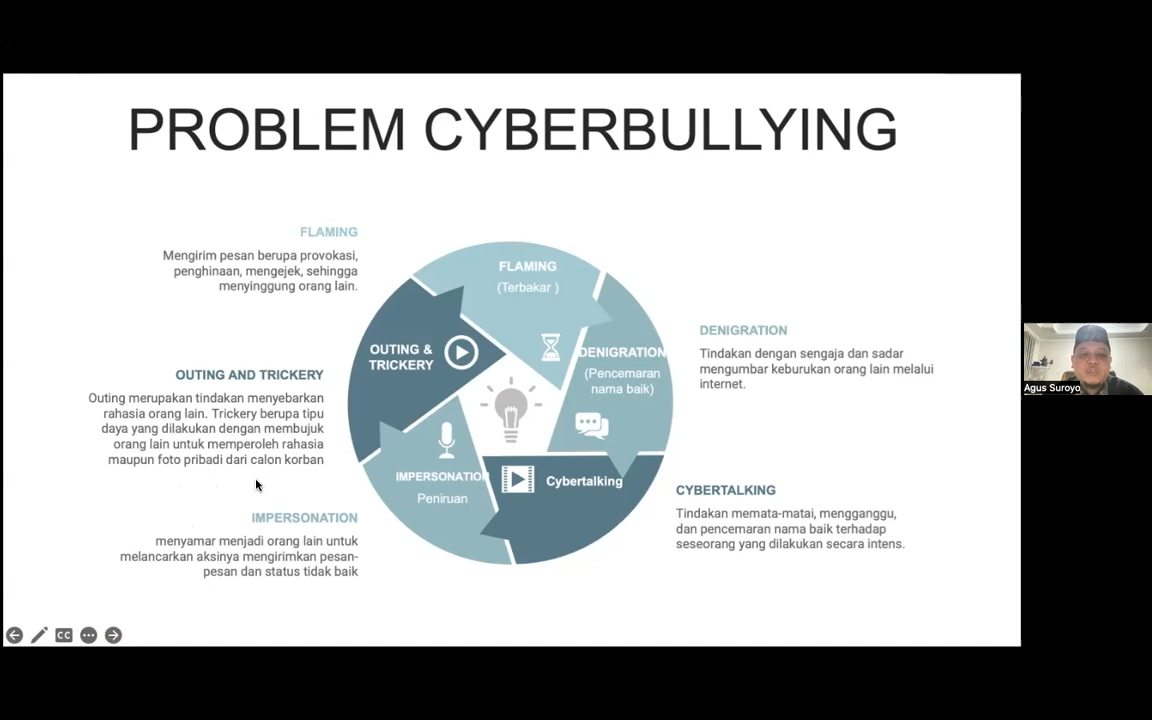 PROBLEM CYBERBULLYING
FLAMING
Mengirim pesan berupa provokasi,
penghinaan, mengejek, sehingga
menyinggung orang lain.
OUTING AND TRICKERY
Outing merupakan tindakan menyebarkan
rahasia orang lain. Trickery berupa tipu
daya yang dilakukan dengan membujuk
orang lain untuk memperoleh rahasia
maupun foto pribadi dari calon korban
IMPERSONATION
menyamar menjadi orang lain untuk
melancarkan aksinya mengirimkan pesan-
pesan dan status tidak baik
FLAMING
(Terbakar )
DENIGRATION
(Pencemaran
nama baik)
Cybertalking
IMPERSONATION
Peniruan
OUTING &
TRICKERY
DENIGRATION
Tindakan dengan sengaja dan sadar
mengumbar keburukan orang lain melalui
internet.
CYBERTALKING
Tindakan memata-matai, mengganggu,
dan pencemaran nama baik terhadap
seseorang yang dilakukan secara intens.
CC
Agus Suroyo